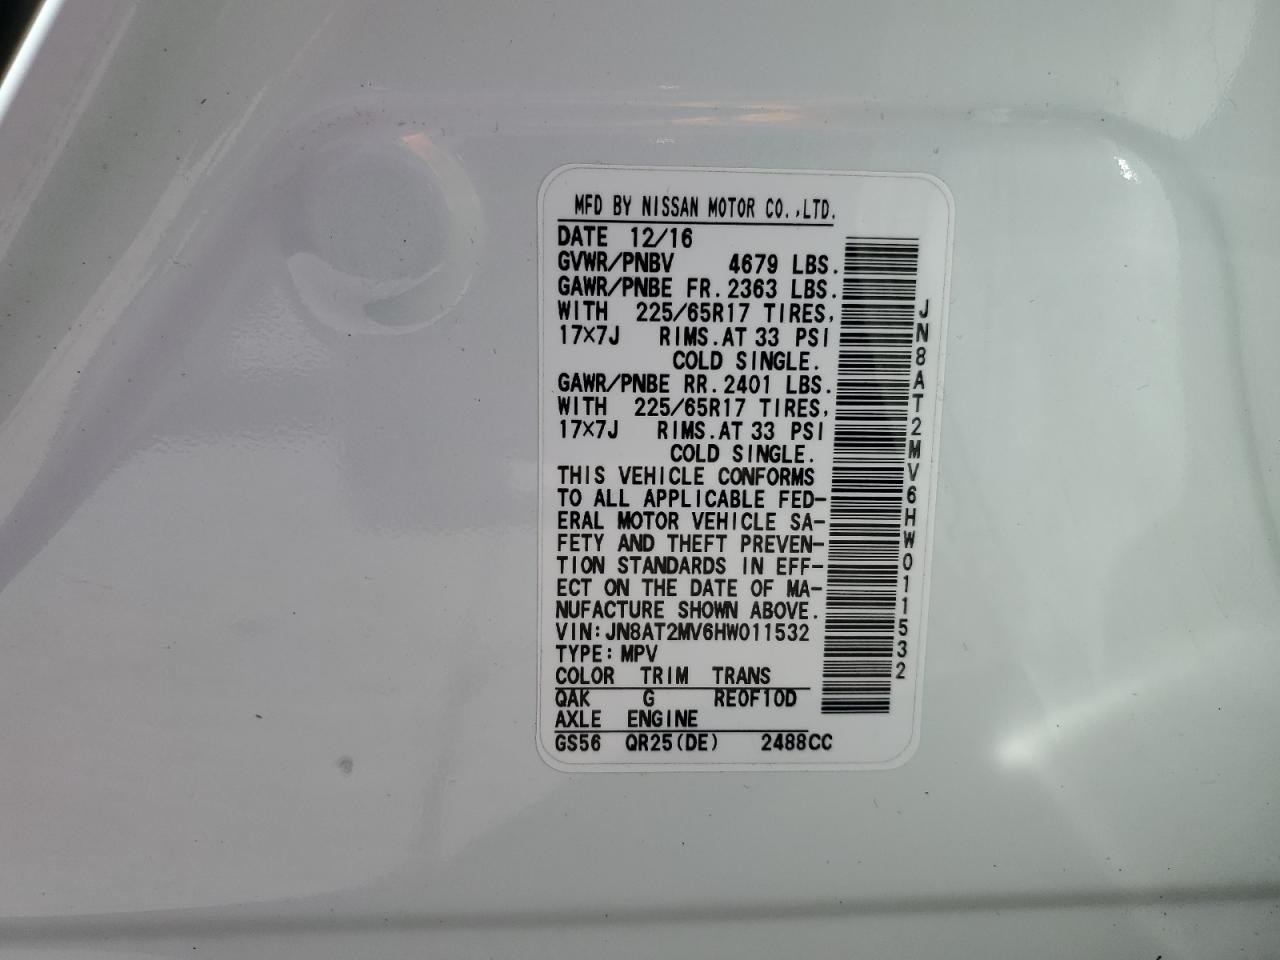 MFD BY NISSAN MOTOR CO.,LTD.
DATE 12/16
GVWR/PNBV 4679 LBS.
GAWR/PNBE FR.2363 LBS.
WITH 225/65R17 TIRES,
17×7J RIMS.AT 33 PSI
COLD SINGLE.
GAWR/PNBE RR.2401 LBS.
WITH 225/65R17 TIRES,
17×7J RIMS.AT 33 PSI
COLD SINGLE.
THIS VEHICLE CONFORMS
TO ALL APPLICABLE FED-
ERAL MOTOR VEHICLE SA-
FETY AND THEFT PREVEN-
TION STANDARDS IN EFF-
ECT ON THE DATE OF MA-
NUFACTURE SHOWN ABOVE.
VIN:JN8AT2MV6HW011532
TYPE:MPV
COLOR TRIM TRANS
QAK G RE0F10D
AXLE ENGINE
GS56 QR25(DE) 2488CC
JN8AT2MV6HW011532